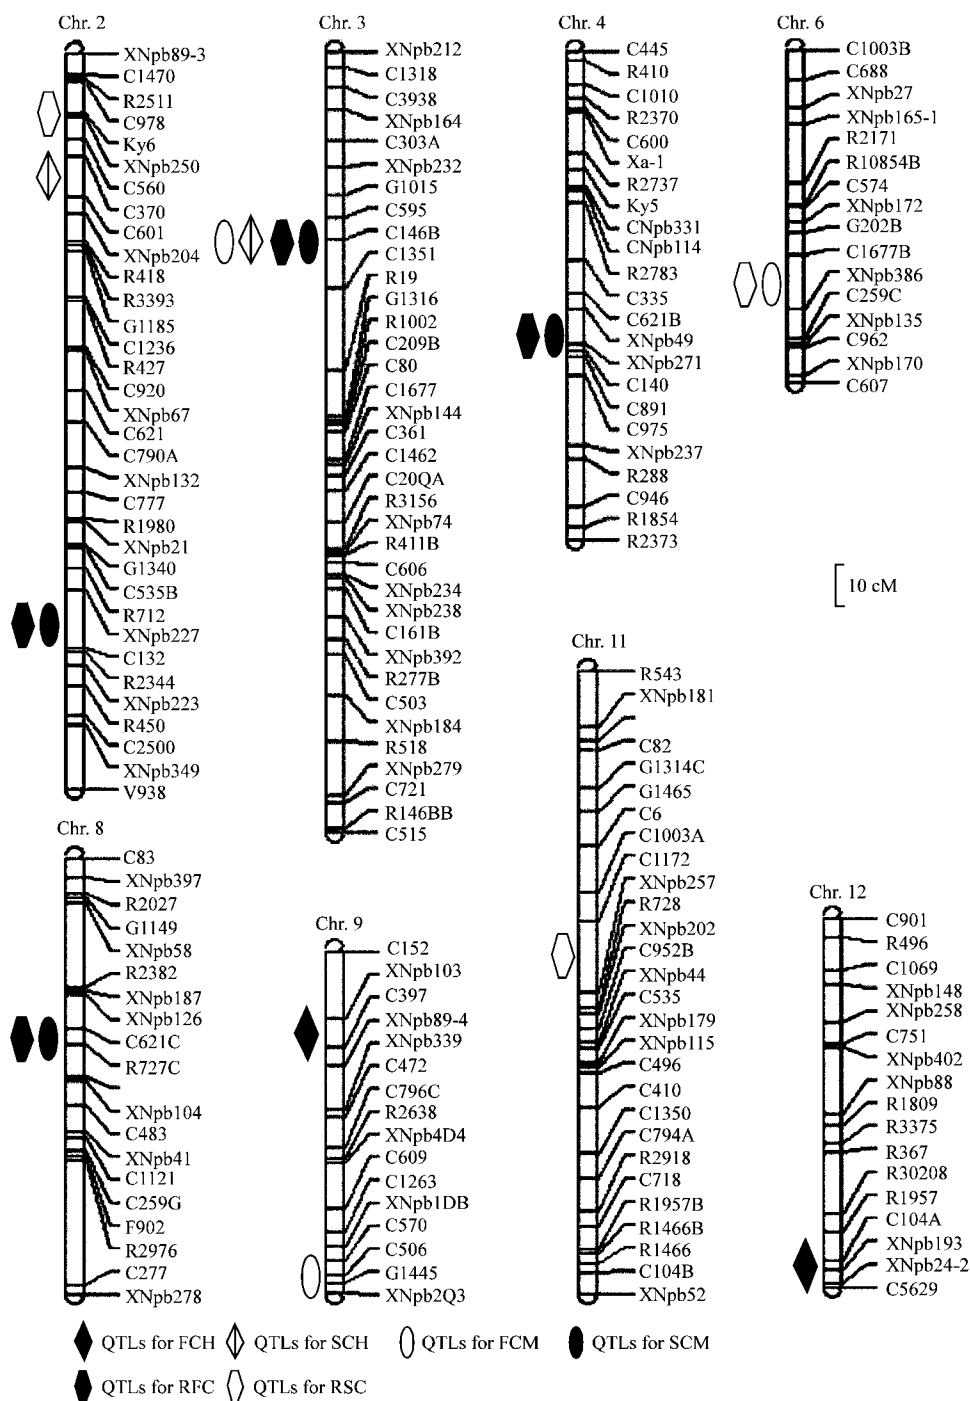 Chr. 2
XNpb89-3
C1470
R2511
C978
Ky6
XNpb250
C560
C370
C601
XNpb204
R418
R3393
G1185
C1236
R427
C920
XNpb67
C621
C790A
XNpb132
C777
R1980
XNpb21
G1340
C535B
R712
XNpb227
C132
R2344
XNpb223
R450
C2500
XNpb349
V938
Chr. 3
XNpb212
C1318
C3938
XNpb164
C303A
XNpb232
G1015
C595
C146B
C1351
R19
G1316
R1002
C209B
C80
C1677
XNpb144
C361
C1462
C20QA
R3156
XNpb74
R411B
C606
XNpb234
XNpb238
C161B
XNpb392
R277B
C503
XNpb184
R518
XNpb279
C721
R146BB
C515
Chr. 4
C445
R410
C1010
R2370
C600
Xa-1
R2737
Ky5
CNpb331
CNpb114
R2783
C335
C621B
XNpb49
XNpb271
C140
C891
C975
XNpb237
R288
C946
R1854
R2373
Chr. 6
C1003B
C688
XNpb27
XNpb165-1
R2171
R10854B
C574
XNpb172
G202B
C1677B
XNpb386
C259C
XNpb135
C962
XNpb170
C607
10 cM
Chr. 8
C83
XNpb397
R2027
G1149
XNpb58
R2382
XNpb187
XNpb126
C621C
R727C
XNpb104
C483
XNpb41
C1121
C259G
F902
R2976
C277
XNpb278
Chr. 9
C152
XNpb103
C397
XNpb89-4
XNpb339
C472
C796C
R2638
XNpb4D4
C609
C1263
XNpb1DB
C570
C506
G1445
XNpb2Q3
Chr. 11
R543
XNpb181
C82
G1314C
G1465
C6
C1003A
C1172
XNpb257
R728
XNpb202
C952B
XNpb44
C535
XNpb179
XNpb115
C496
C410
C1350
C794A
R2918
C718
R1957B
R1466B
R1466
C104B
XNpb52
Chr. 12
C901
R496
C1069
XNpb148
XNpb258
C751
XNpb402
XNpb88
R1809
R3375
R367
R30208
R1957
C104A
XNpb193
XNpb24-2
C5629
QTLs for FCH
QTLs for SCH
QTLs for FCM
QTLs for SCM
QTLs for RFC
QTLs for RSC